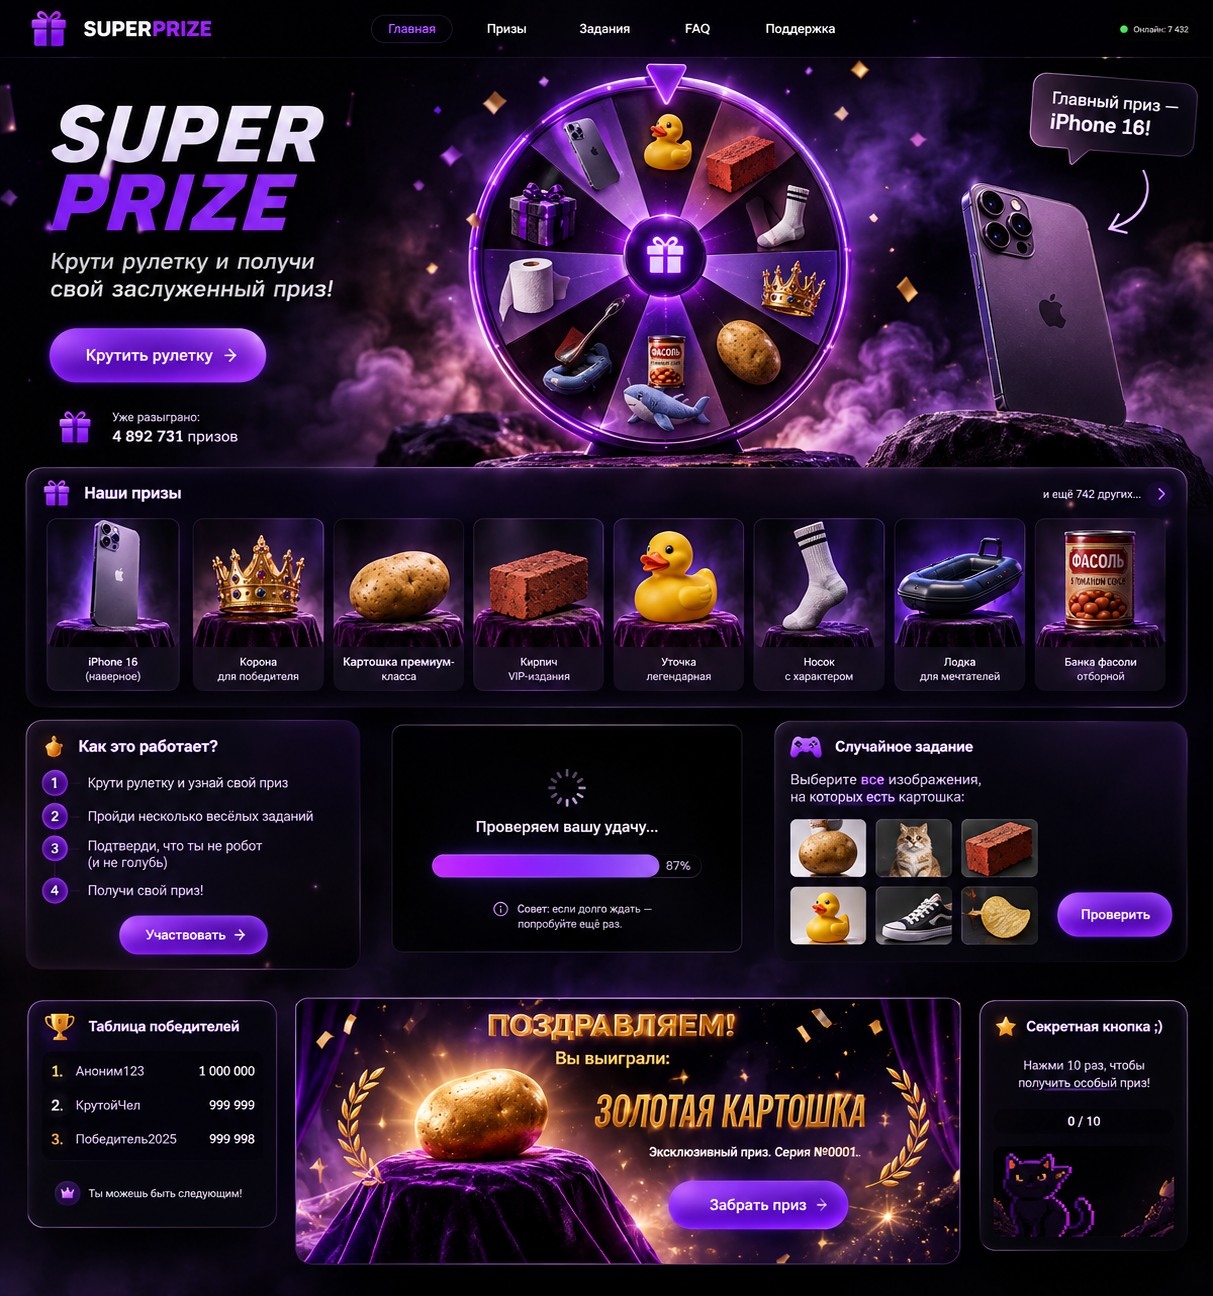 SUPERPRIZE
Главная
Призы
Задания
FAQ
Поддержка
Онлайн: 7 432
SUPER
PRIZE
Крути рулетку и получи
свой заслуженный приз!
Крутить рулетку →
Уже разыграно:
4 892 731 призов
ФАСОЛЬ
Главный приз —
iPhone 16!
Наши призы
и ещё 742 других...
ФАСОЛЬ
iPhone 16
(наверное)
Корона
для победителя
Картошка премиум-
класса
Кирпич
VIP-издания
Уточка
легендарная
Носок
с характером
Лодка
для мечтателей
Банка фасоли
отборной
Как это работает?
1 Крути рулетку и узнай свой приз
2 Пройди несколько весёлых заданий
3 Подтверди, что ты не робот
(и не голубь)
4 Получи свой приз!
Участвовать →
Проверяем вашу удачу...
87%
Совет: если долго ждать —
попробуйте ещё раз.
Случайное задание
Выберите все изображения,
на которых есть картошка:
Проверить
Таблица победителей
1. Аноним123 1 000 000
2. КрутойЧел 999 999
3. Победитель2025 999 998
Ты можешь быть следующим!
ПОЗДРАВЛЯЕМ!
Вы выиграли:
ЗОЛОТАЯ КАРТОШКА
Эксклюзивный приз. Серия №0001.
Забрать приз →
Секретная кнопка ;)
Нажми 10 раз, чтобы
получить особый приз!
0 / 10